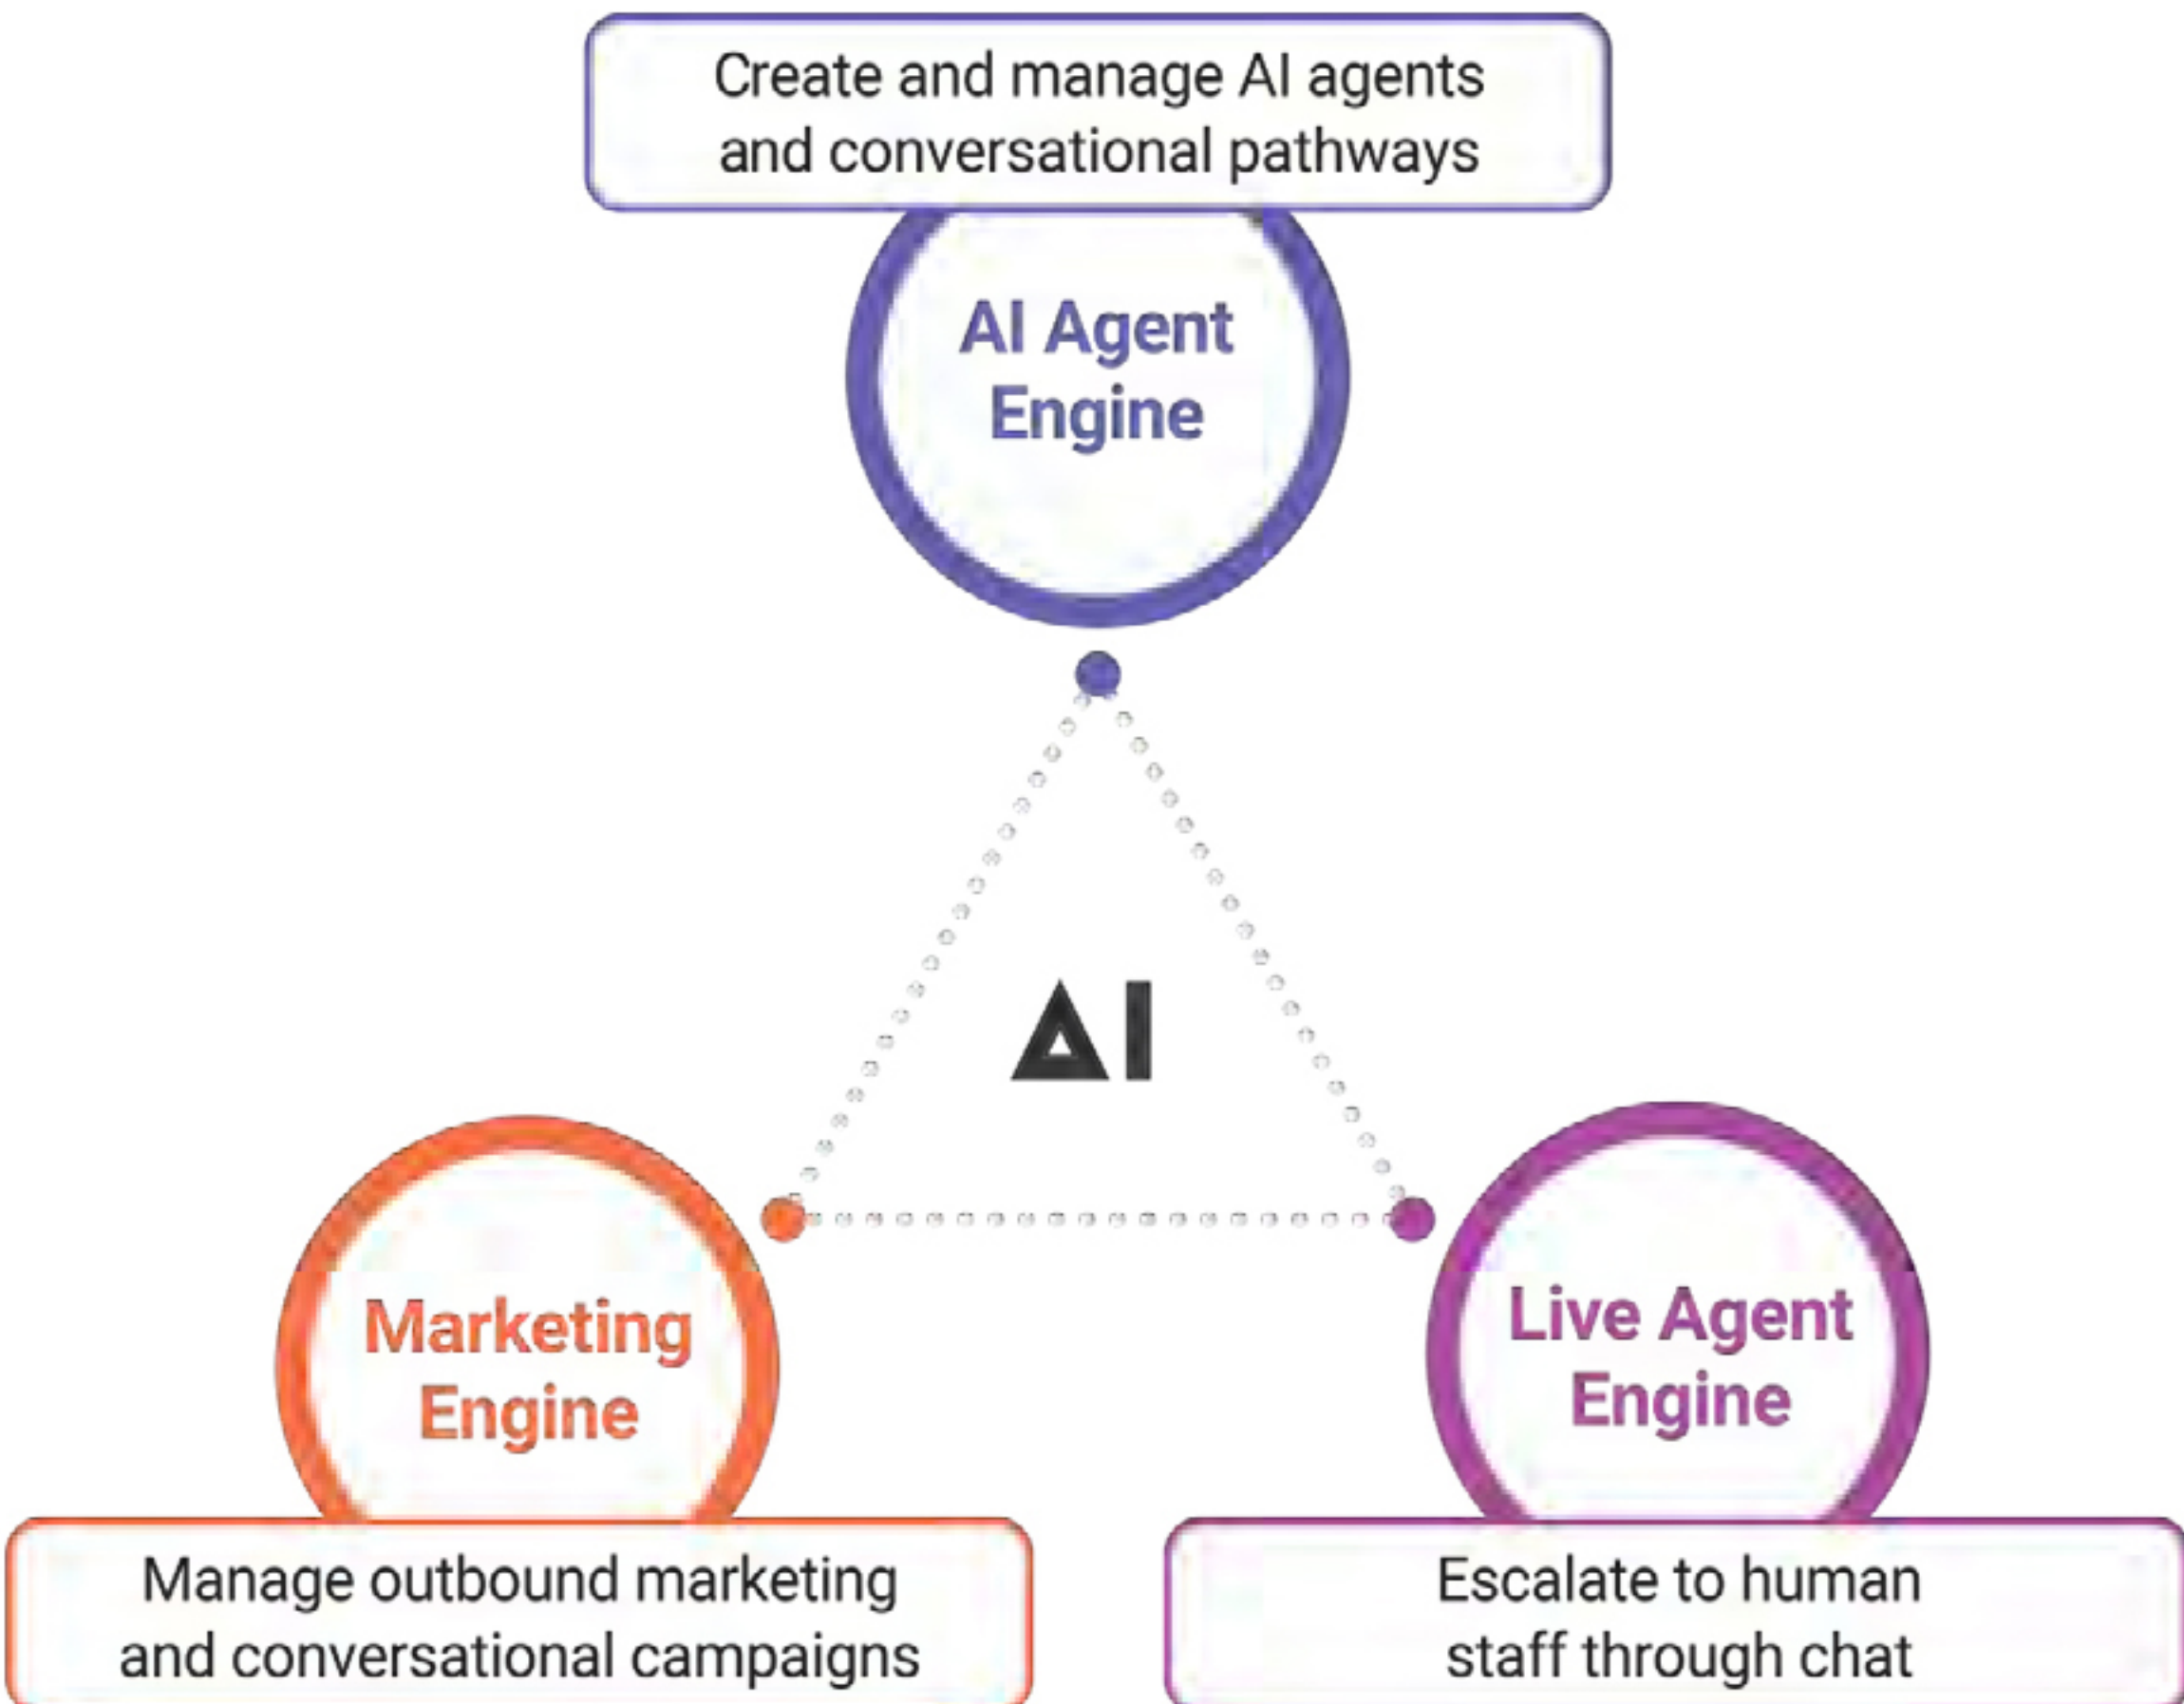 Create and manage AI agents
and conversational pathways
AI Agent
Engine
AI
Marketing
Engine
Manage outbound marketing
and conversational campaigns
Live Agent
Engine
Escalate to human
staff through chat